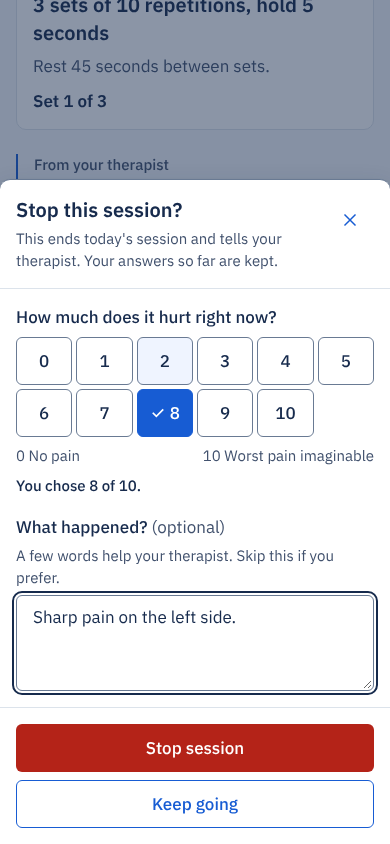 3 sets of 10 repetitions, hold 5
seconds
Rest 45 seconds between sets.
Set 1 of 3
From your therapist
Stop this session?
This ends today's session and tells your
therapist. Your answers so far are kept.
How much does it hurt right now?
0 1 2 3 4 5
6 7 8 9 10
0 No pain 10 Worst pain imaginable
You chose 8 of 10.
What happened? (optional)
A few words help your therapist. Skip this if you
prefer.
Sharp pain on the left side.
Stop session
Keep going